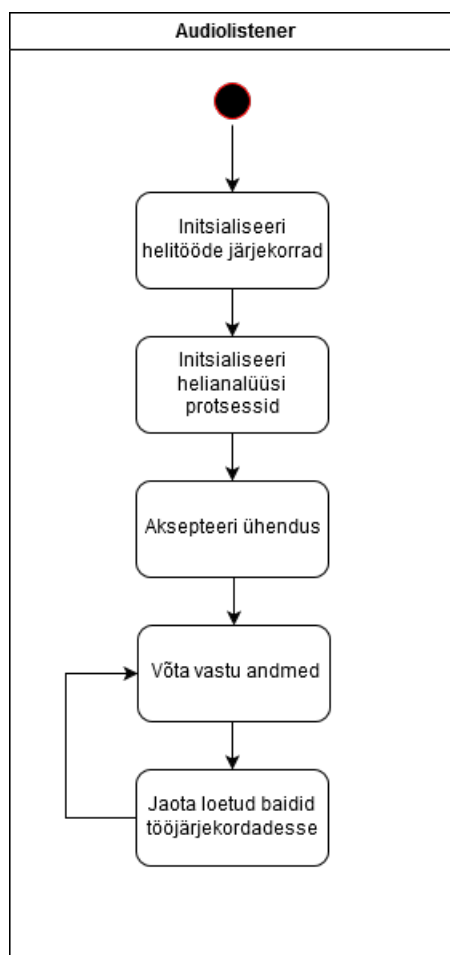 Audiolistener
Initsialiseeri
helitööde järjekorrad
Initsialiseeri
helianalüüsi
protsessid
Aksepteeri ühendus
Võta vastu andmed
Jaota loetud baidid
tööjärjekordadesse